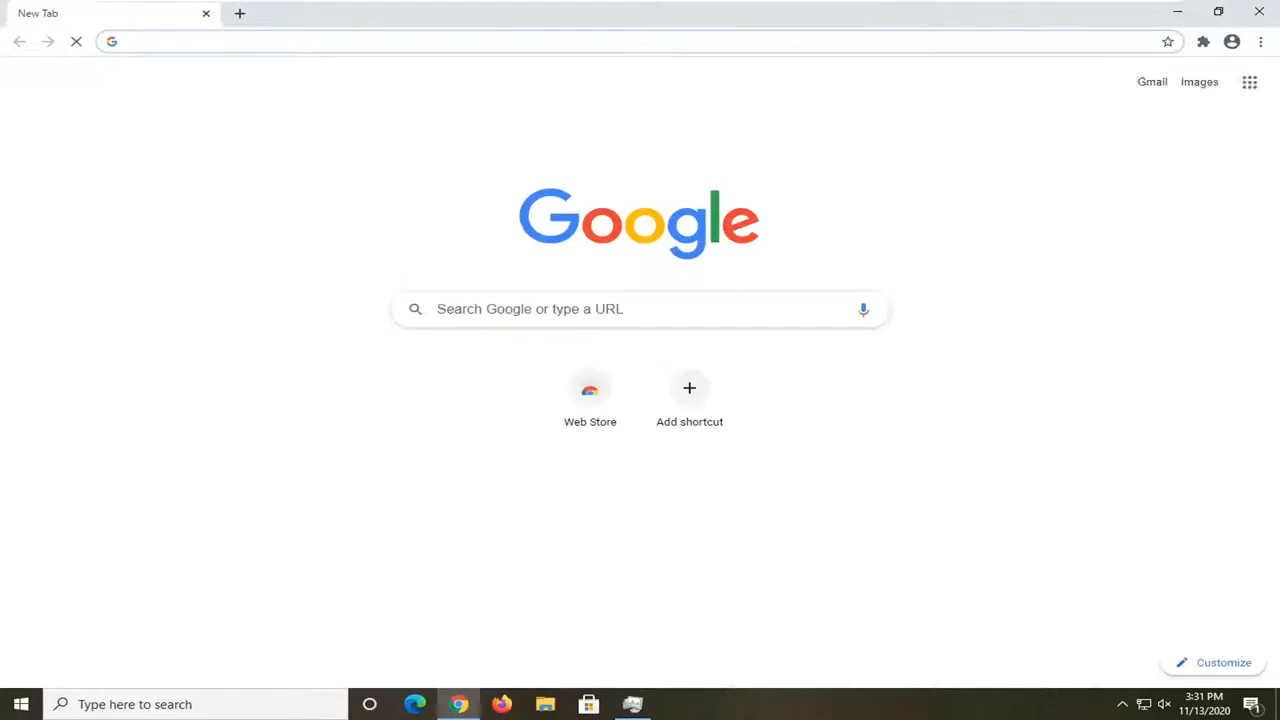 New Tab
Gmail Images
Google
Search Google or type a URL
Web Store Add shortcut
Customize
Type here to search
3:31 PM
11/13/2020
1